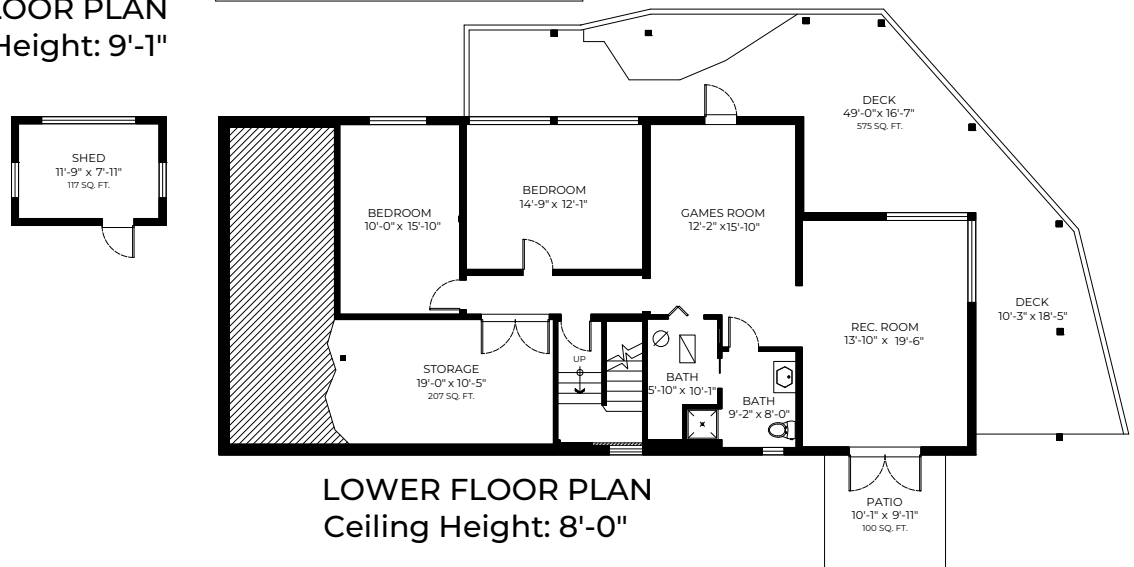 LOOR PLAN
Height: 9'-1"
SHED
11'-9" x 7'-11"
117 SQ. FT.
DECK
49'-0"x 16'-7"
575 SQ. FT.
BEDROOM
14'-9" x 12'-1"
BEDROOM
10'-0" x 15'-10"
GAMES ROOM
12'-2" x15'-10"
DECK
10'-3" x 18'-5"
REC. ROOM
13'-10" x 19'-6"
UP
STORAGE
19'-0" x 10'-5"
207 SQ. FT.
BATH
5'-10" x 10'-1"
BATH
9'-2" x 8'-0"
LOWER FLOOR PLAN
Ceiling Height: 8'-0"
PATIO
10'-1" x 9'-11"
100 SQ. FT.